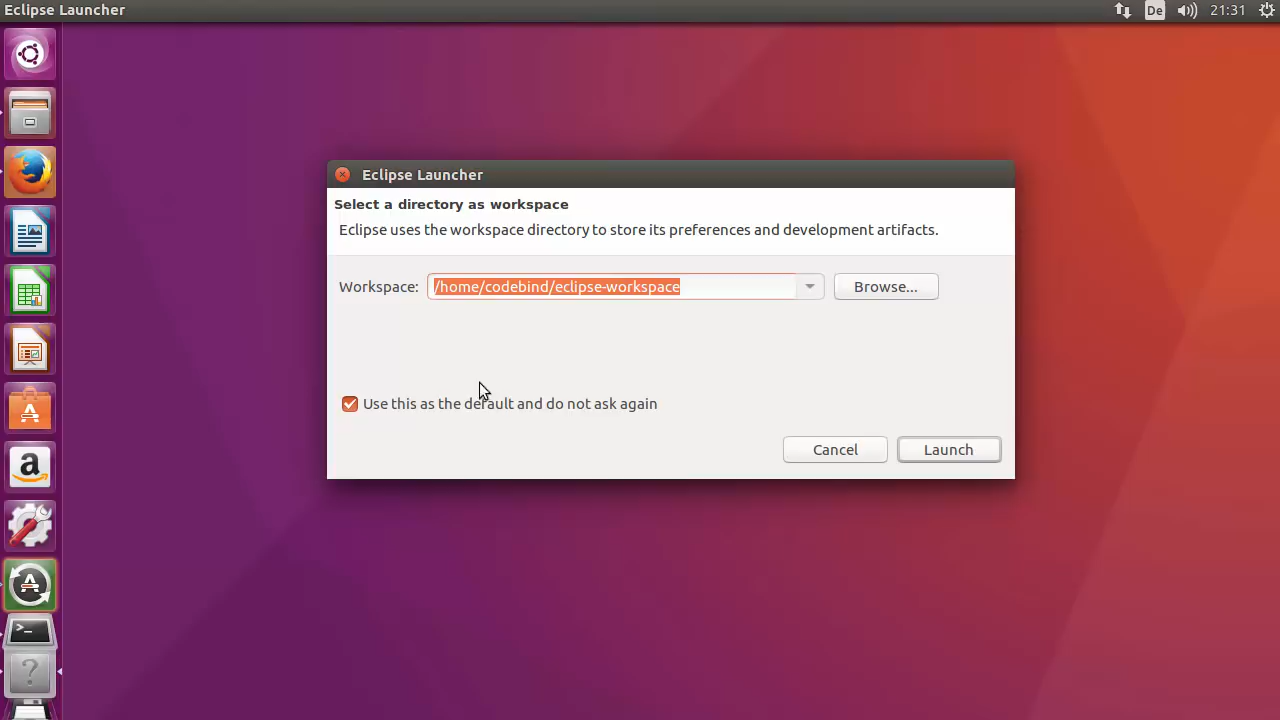 Eclipse Launcher
De
21:31
Eclipse Launcher
Select a directory as workspace
Eclipse uses the workspace directory to store its preferences and development artifacts.
Workspace: /home/codebind/eclipse-workspace Browse...
Use this as the default and do not ask again
Cancel Launch